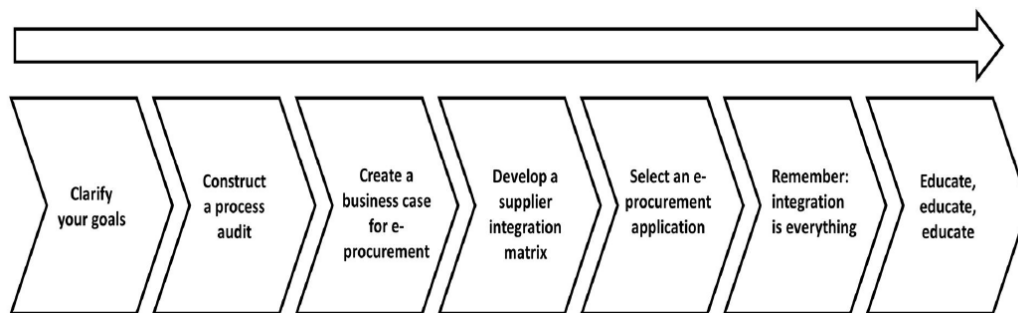 Clarify
your goals
Construct
a process
audit
Create a
business case
for e-
procurement
Develop a
supplier
integration
matrix
Select an e-
procurement
application
Remember:
integration
is everything
Educate,
educate,
educate